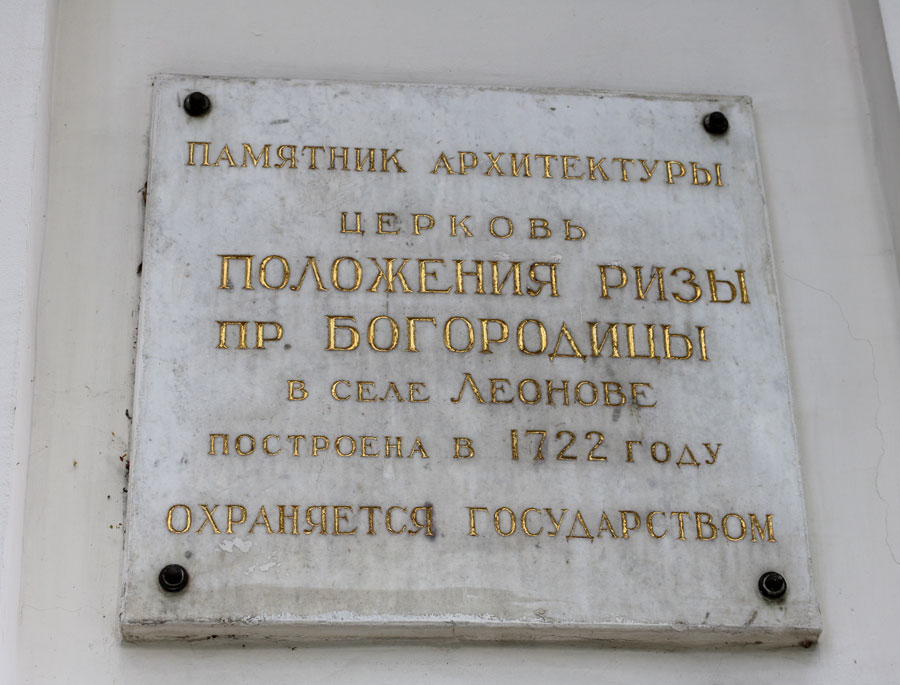 ПАМЯТНИК АРХИТЕКТУРЫ
ЦЕРКОВЬ
ПОЛОЖЕНИЯ РИЗЫ
ПР БОГОРОДИЦЫ
В СЕЛЕ ЛЕОНОВЕ
ПОСТРОЕНА В 1722 ГОДУ
ОХРАНЯЕТСЯ ГОСУДАРСТВОМ